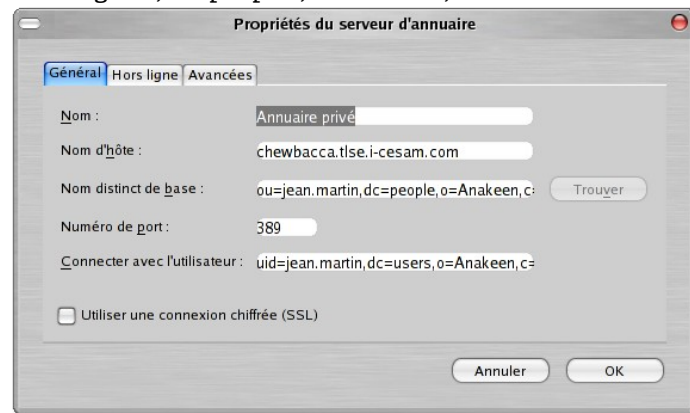 Propriétés du serveur d'annuaire
Général Hors ligne Avancées
Nom : Annuaire privé
Nom d'hôte : chewbacca.tlse.i-cesam.com
Nom distinct de base : ou=jean.martin,dc=people,o=Anakeen,c= Trouver
Numéro de port : 389
Connecter avec l'utilisateur : uid=jean.martin,dc=users,o=Anakeen,c=
Utiliser une connexion chiffrée (SSL)
Annuler OK